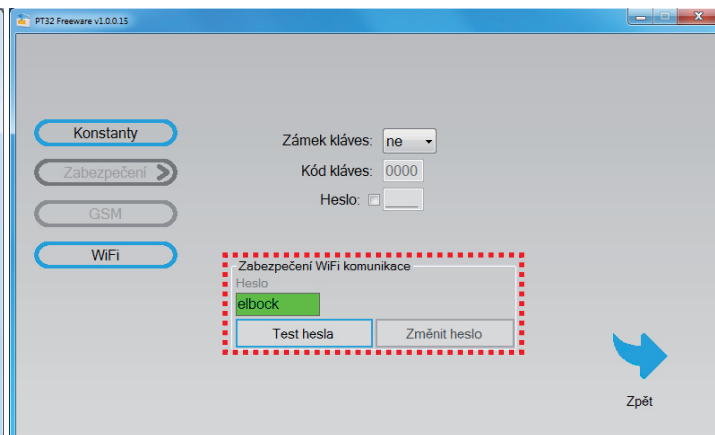 PT32 Freeware v1.0.0.15
Konstanty
Zabezpečení
GSM
WiFi
Zámek kláves: ne
Kód kláves: 0000
Heslo:
Zabezpečení WiFi komunikace
Heslo
elbock
Test hesla
Změnit heslo
Zpět